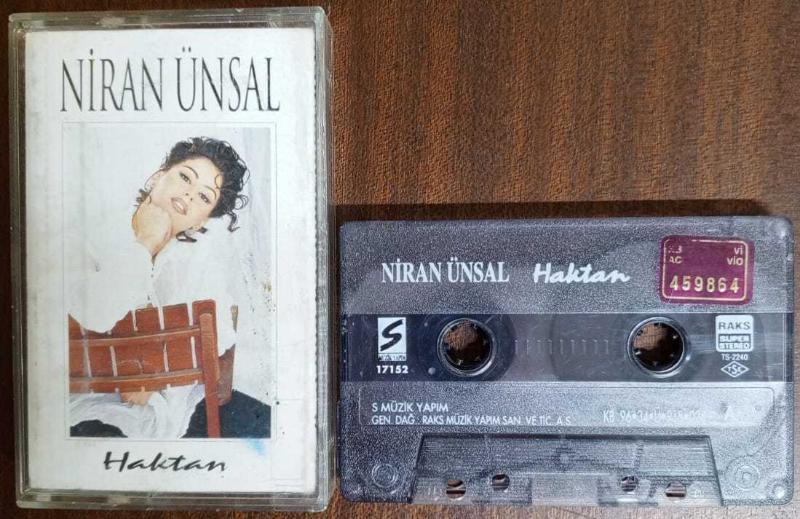 NİRAN ÜNSAL
Haktan
NİRAN ÜNSAL Haktan
459864
S
17152
RAKS
SUPER
STEREO
TS-2240
TSE
S MÜZİK YAPIM
GEN. DAĞ : RAKS MÜZİK YAPIM SAN. VE TİC. A.Ş.